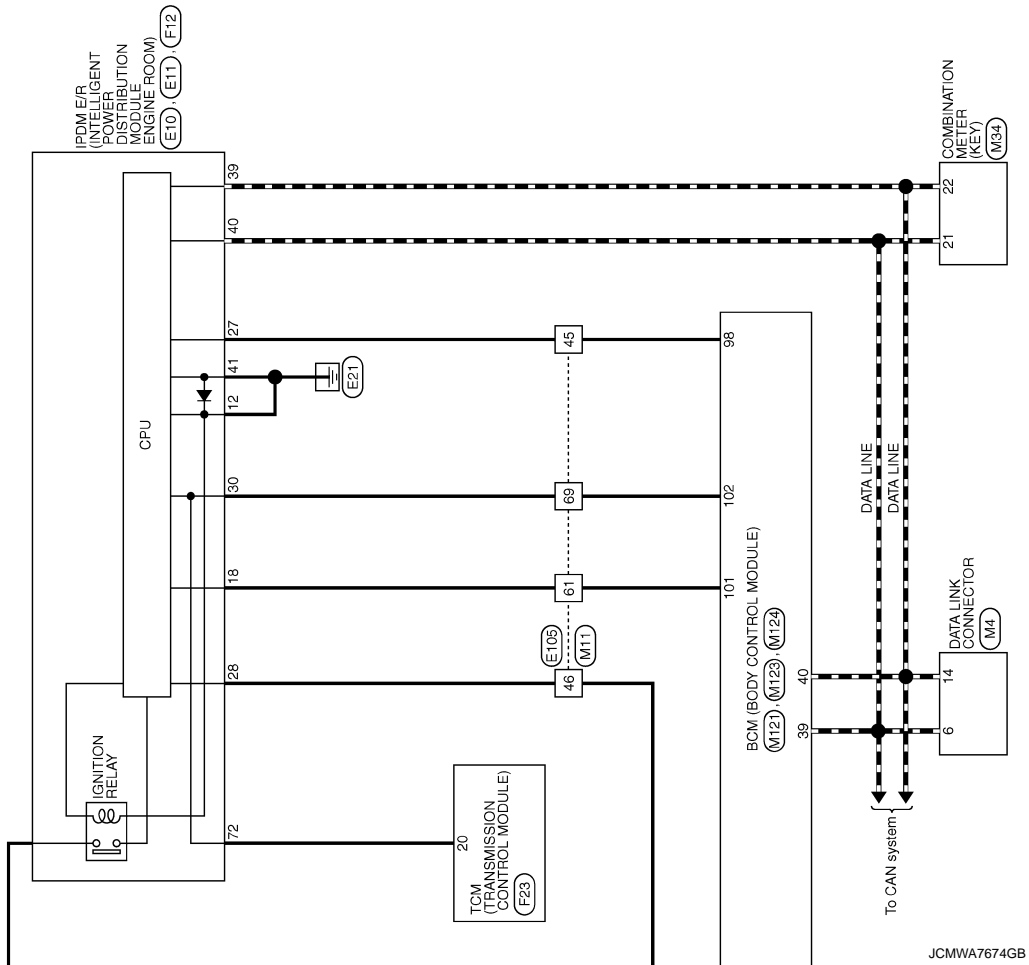 IPDM E/R
(INTELLIGENT
POWER
DISTRIBUTION
MODULE
ENGINE ROOM)
E10 , E11 , F12
CPU
IGNITION
RELAY
39
40
27
41
12
30
18
28
72
E21
45
69
61
46
E105
M11
TCM
(TRANSMISSION
CONTROL MODULE)
F23
20
98
102
101
BCM (BODY CONTROL MODULE)
M121 , M123 , M124
40
39
COMBINATION
METER
(KEY)
M34
22
21
DATA LINE
DATA LINE
DATA LINK
CONNECTOR
M4
14
6
To CAN system
JCMWA7674GB